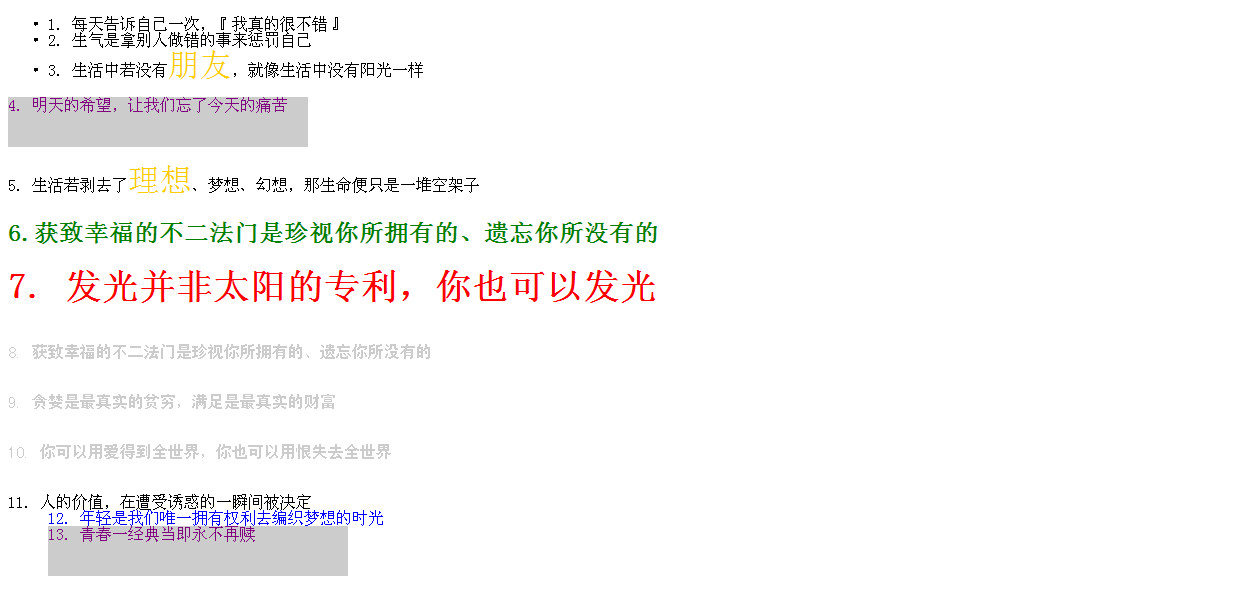 • 1. 每天告诉自己一次，『 我真的很不错 』
• 2. 生气是拿别人做错的事来惩罚自己
• 3. 生活中若没有朋友，就像生活中没有阳光一样
4. 明天的希望，让我们忘了今天的痛苦
5. 生活若剥去了理想、梦想、幻想，那生命便只是一堆空架子
6. 获致幸福的不二法门是珍视你所拥有的、遗忘你所没有的
7. 发光并非太阳的专利，你也可以发光
8. 获致幸福的不二法门是珍视你所拥有的、遗忘你所没有的
9. 贪婪是最真实的贫穷，满足是最真实的财富
10. 你可以用爱得到全世界，你也可以用恨失去全世界
11. 人的价值，在遭受诱惑的一瞬间被决定
12. 年轻是我们唯一拥有权利去编织梦想的时光
13. 青春一经典当即永不再赎